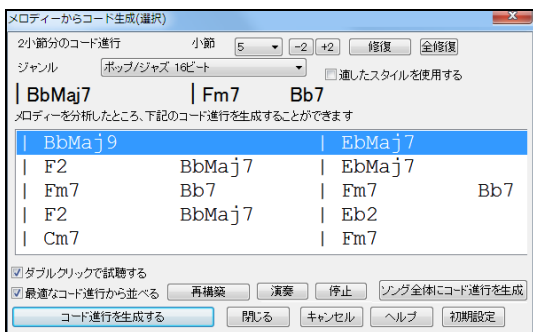 メロディーからコード生成(選択)
2小節分のコード進行 小節 5 -2 +2 修復 全修復
ジャンル ポップ/ジャズ 16ビート 適したスタイルを使用する
| BbMaj7 | Fm7 Bb7
メロディーを分析したところ、下記のコード進行を生成することができます
| BbMaj9 | EbMaj7
| F2 BbMaj7 | EbMaj7
| Fm7 Bb7 | Fm7 Bb7
| F2 BbMaj7 | Eb2
| Cm7 | Fm7
ダブルクリックで試聴する
最適なコード進行から並べる 再構築 演奏 停止 ソング全体にコード進行を生成
コード進行を生成する 閉じる キャンセル ヘルプ 初期設定